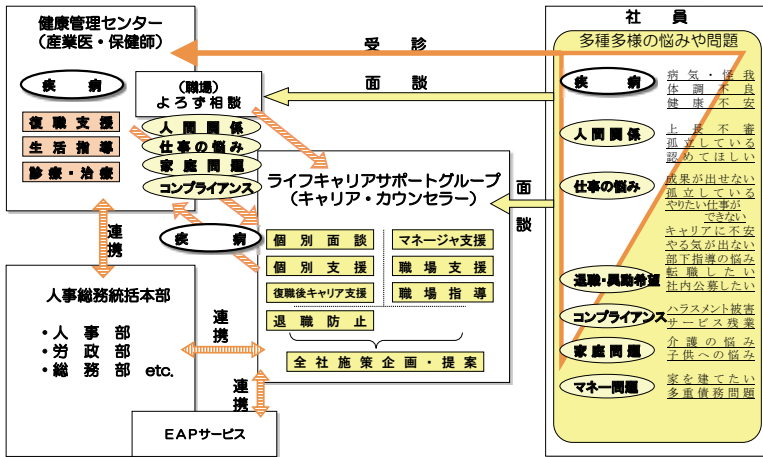 健康管理センター
（産業医・保健師）
疾病
復職支援
生活指導
診療・治療
（職場）
よろず相談
人間関係
仕事の悩み
家庭問題
コンプライアンス
疾病
受診
面談
面談
ライフキャリアサポートグループ
（キャリア・カウンセラー）
個別面談
マネージャ支援
個別支援
職場支援
復職後キャリア支援
職場指導
退職防止
全社施策企画・提案
連携
人事総務統括本部
・人事部
・労政部
・総務部 etc.
連携
連携
EAPサービス
社員
多種多様の悩みや問題
疾病
病気・怪我
体調不良
健康不安
人間関係
上長不審
孤立している
認めてほしい
仕事の悩み
成果が出せない
孤立している
やりたい仕事が
できない
キャリアに不安
やる気が出ない
部下指導の悩み
退職・異動希望
転職したい
社内公募したい
コンプライアンス
ハラスメント被害
サービス残業
家庭問題
介護の悩み
子供への悩み
マネー問題
家を建てたい
多重債務問題